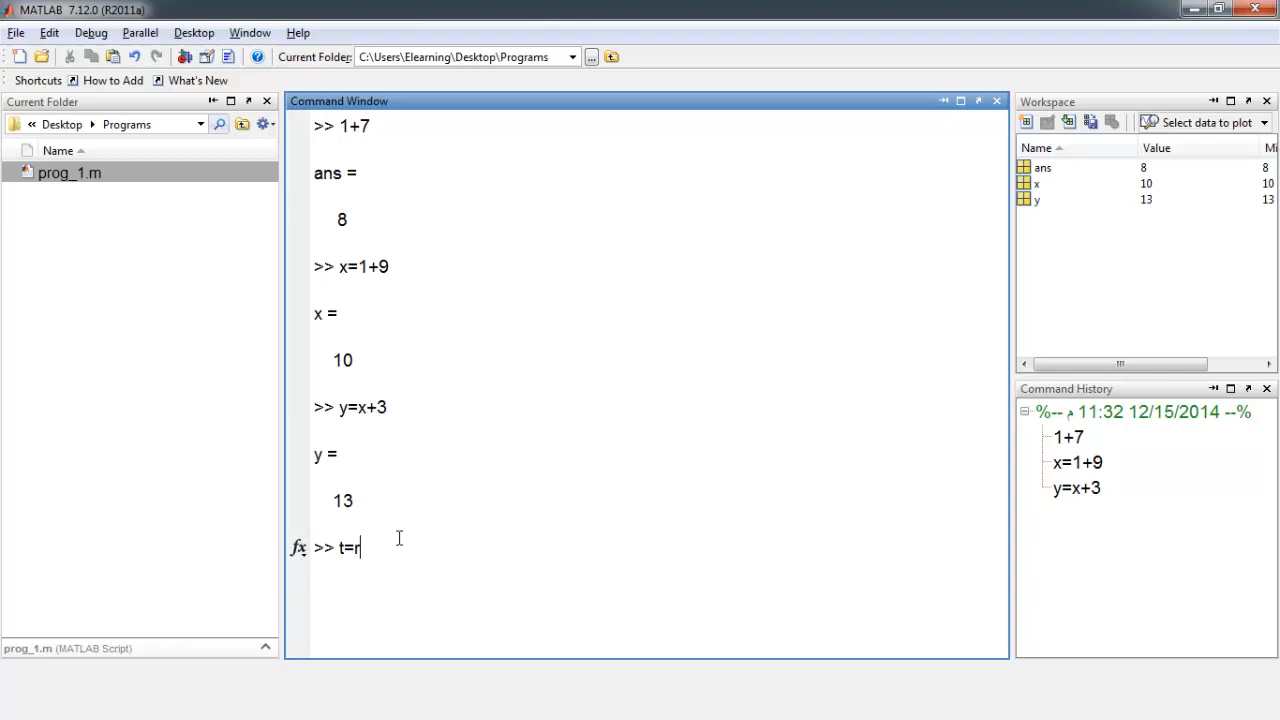 MATLAB 7.12.0 (R2011a)
File Edit Debug Parallel Desktop Window Help
Current Folder: C:\Users\Elearning\Desktop\Programs ...
Shortcuts How to Add What's New
Current Folder
« Desktop Programs
Name
prog_1.m
prog_1.m (MATLAB Script)
Command Window
>> 1+7
ans =
8
>> x=1+9
x =
10
>> y=x+3
y =
13
fx >> t=r
Workspace
Select data to plot
Name Value Mi
ans 8 8
x 10 10
y 13 13
Command History
%-- م 11:32 12/15/2014 --%
1+7
x=1+9
y=x+3